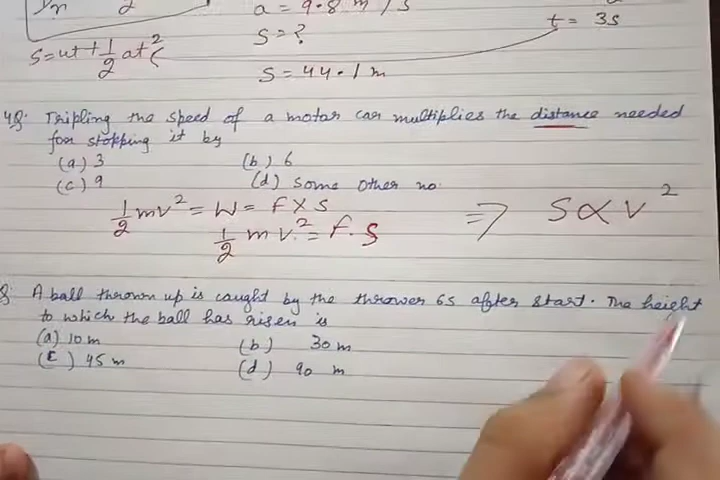 2
a = 9.8 m/s
t = 3s
S = ut + 1/2 at²
S = ?
S = 44.1 m
4Q. Tripling the speed of a motar car multiplies the distance needed
for stopping it by
(a) 3 (b) 6
(c) 9 (d) some other no.
1/2 mv² = W = F × S
1/2 mv² = F. S ⇒ S ∝ V²
A ball thrown up is caught by the thrower 6s after start. The height
to which the ball has risen is
(a) 10 m (b) 30 m
(c) 45 m (d) 90 m